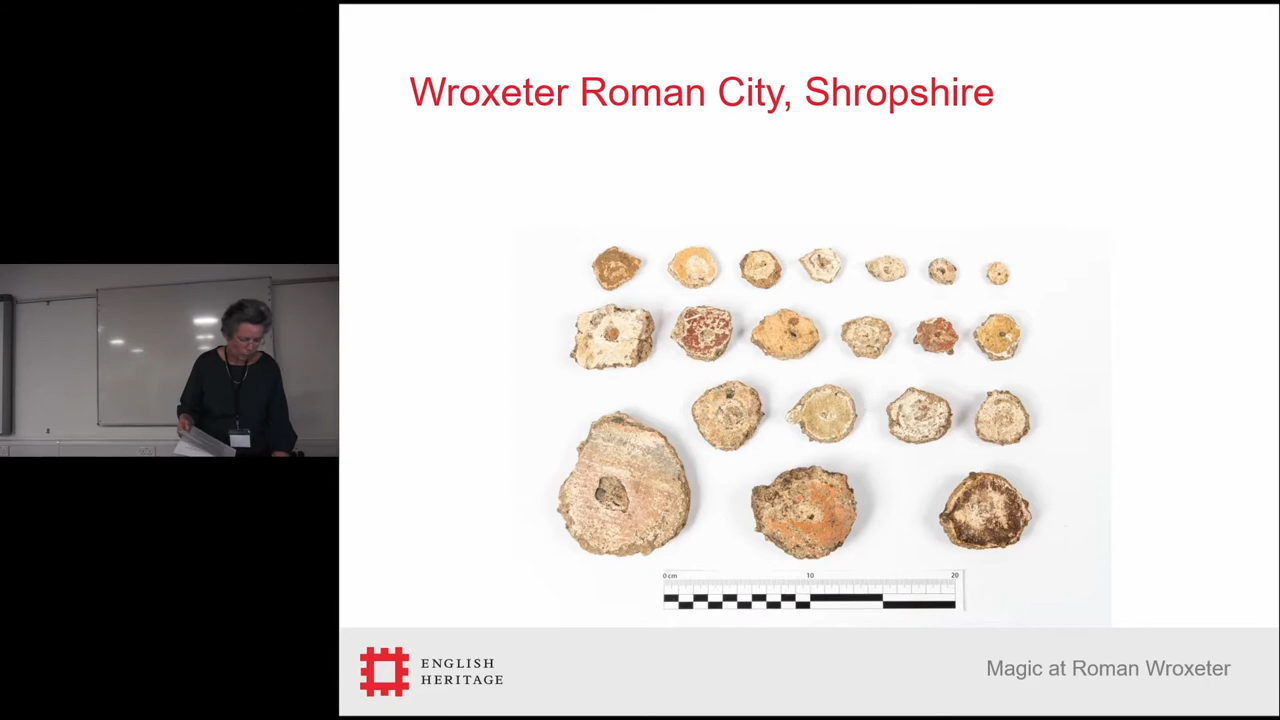 Wroxeter Roman City, Shropshire
0 cm 10 20
ENGLISH
HERITAGE
Magic at Roman Wroxeter